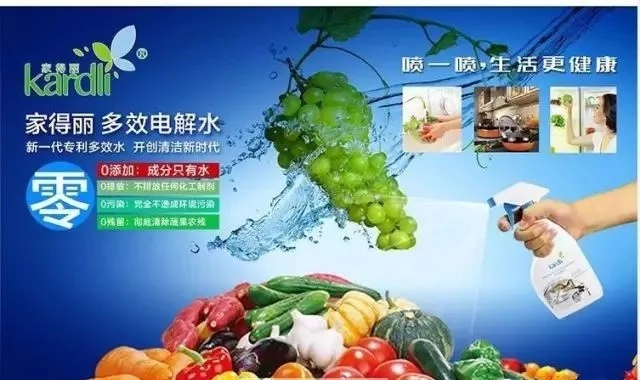 家得丽
kardli
喷一喷,生活更健康
家得丽 多效电解水
新一代专利多效水 开创清洁新时代
零
0添加：成分只有水
0排放：不排放任何化工制剂
0污染：完全不造成环境污染
0残留：彻底清除蔬果农残
kardli